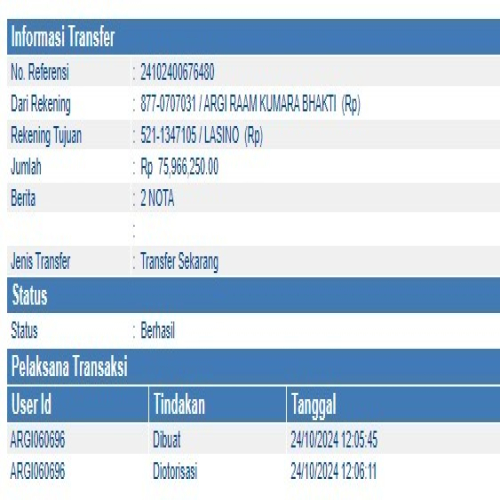 Informasi Transfer
No. Referensi : 24102400676480
Dari Rekening : 877-0707031 / ARGI RAAM KUMARA BHAKTI (Rp)
Rekening Tujuan : 521-1347105 / LASINO (Rp)
Jumlah : Rp 75,966,250.00
Berita : 2 NOTA
:
Jenis Transfer : Transfer Sekarang
Status
Status : Berhasil
Pelaksana Transaksi
User Id Tindakan Tanggal
ARGI060696 Dibuat 24/10/2024 12:05:45
ARGI060696 Diotorisasi 24/10/2024 12:06:11